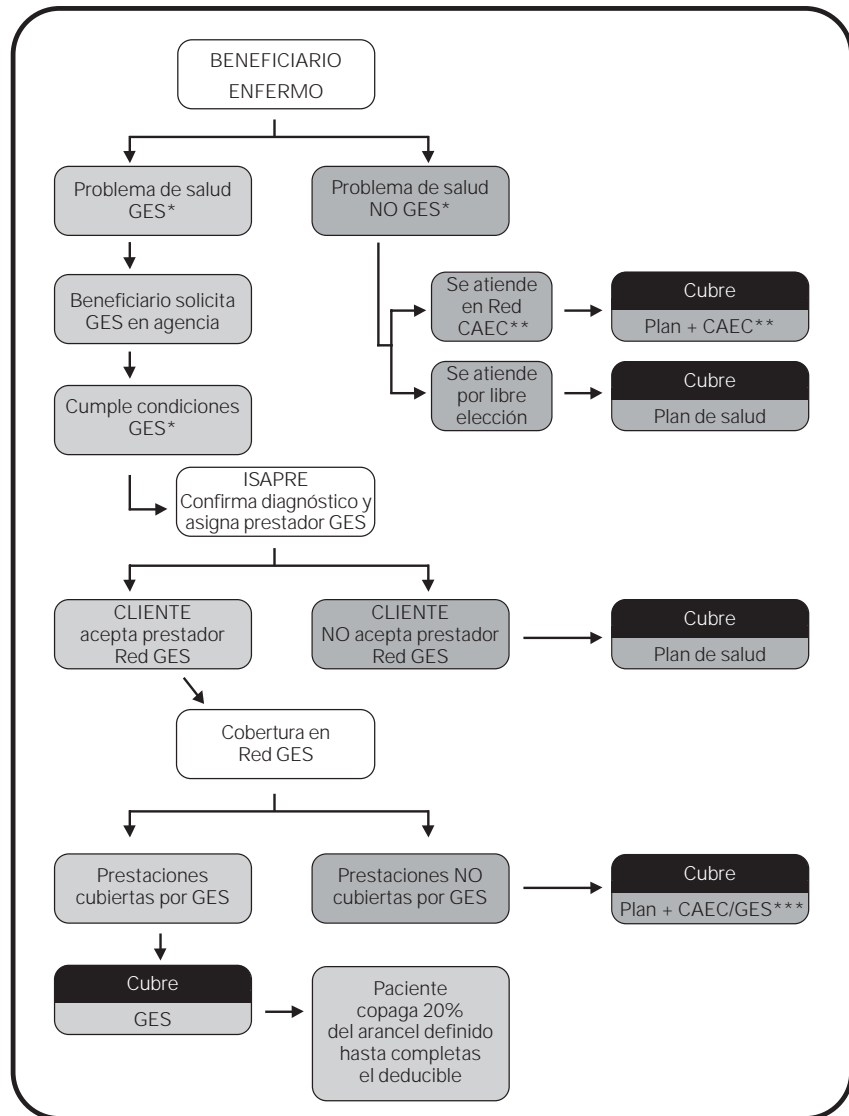 BENEFICIARIO
ENFERMO
Problema de salud
GES*
Problema de salud
NO GES*
Beneficiario solicita
GES en agencia
Se atiende
en Red
CAEC**
Cubre
Plan + CAEC**
Se atiende
por libre
elección
Cubre
Plan de salud
Cumple condiciones
GES*
ISAPRE
Confirma diagnóstico y
asigna prestador GES
CLIENTE
acepta prestador
Red GES
CLIENTE
NO acepta prestador
Red GES
Cubre
Plan de salud
Cobertura en
Red GES
Prestaciones
cubiertas por GES
Prestaciones NO
cubiertas por GES
Cubre
Plan + CAEC/GES***
Cubre
GES
Paciente
copaga 20%
del arancel definido
hasta completas
el deducible